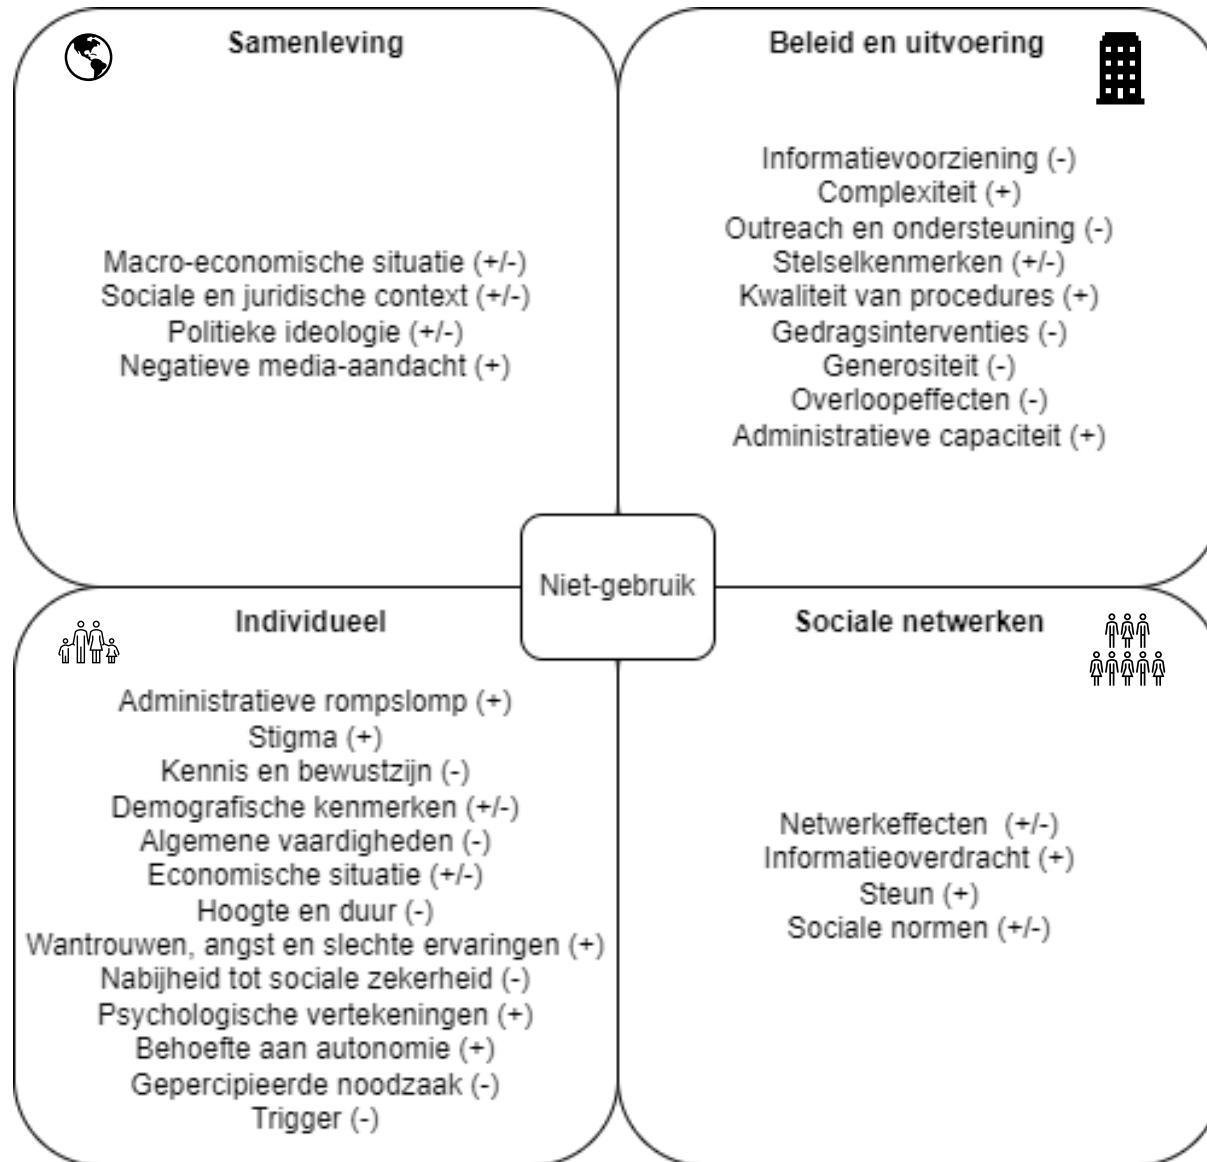 Samenleving
Macro-economische situatie (+/-)
Sociale en juridische context (+/-)
Politieke ideologie (+/-)
Negatieve media-aandacht (+)
Beleid en uitvoering
Informatievoorziening (-)
Complexiteit (+)
Outreach en ondersteuning (-)
Stelselkenmerken (+/-)
Kwaliteit van procedures (+)
Gedragsinterventies (-)
Generositeit (-)
Overloopeffecten (-)
Administratieve capaciteit (+)
Niet-gebruik
Individueel
Administratieve rompslomp (+)
Stigma (+)
Kennis en bewustzijn (-)
Demografische kenmerken (+/-)
Algemene vaardigheden (-)
Economische situatie (+/-)
Hoogte en duur (-)
Wantrouwen, angst en slechte ervaringen (+)
Nabijheid tot sociale zekerheid (-)
Psychologische vertekeningen (+)
Behoefte aan autonomie (+)
Gepercipieerde noodzaak (-)
Trigger (-)
Sociale netwerken
Netwerkeffecten (+/-)
Informatieoverdracht (+)
Steun (+)
Sociale normen (+/-)